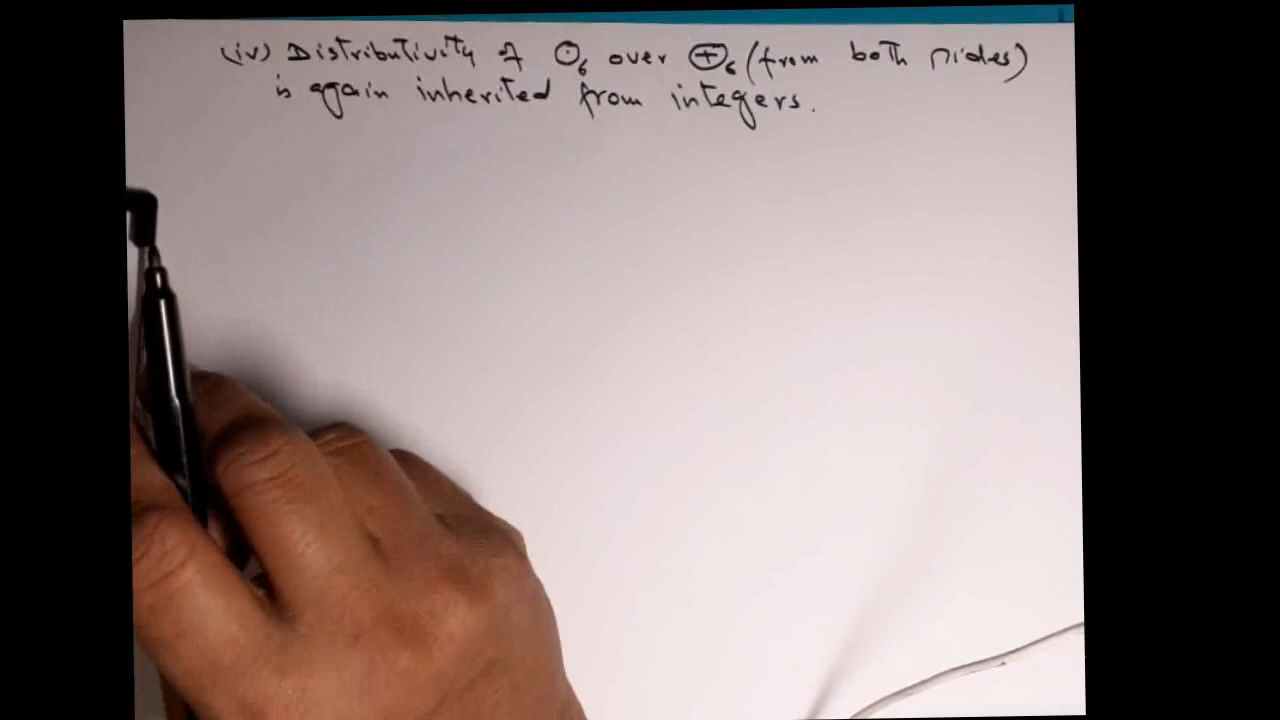 (iv) Distributivity of ⊙₆ over ⊕₆ (from both sides)
is again inherited from integers.